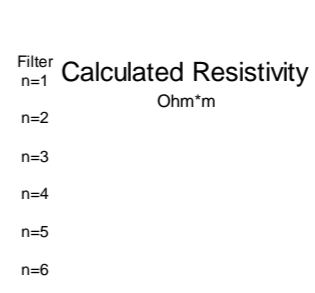 Filter
n=1 Calculated Resistivity
Ohm*m
n=2
n=3
n=4
n=5
n=6